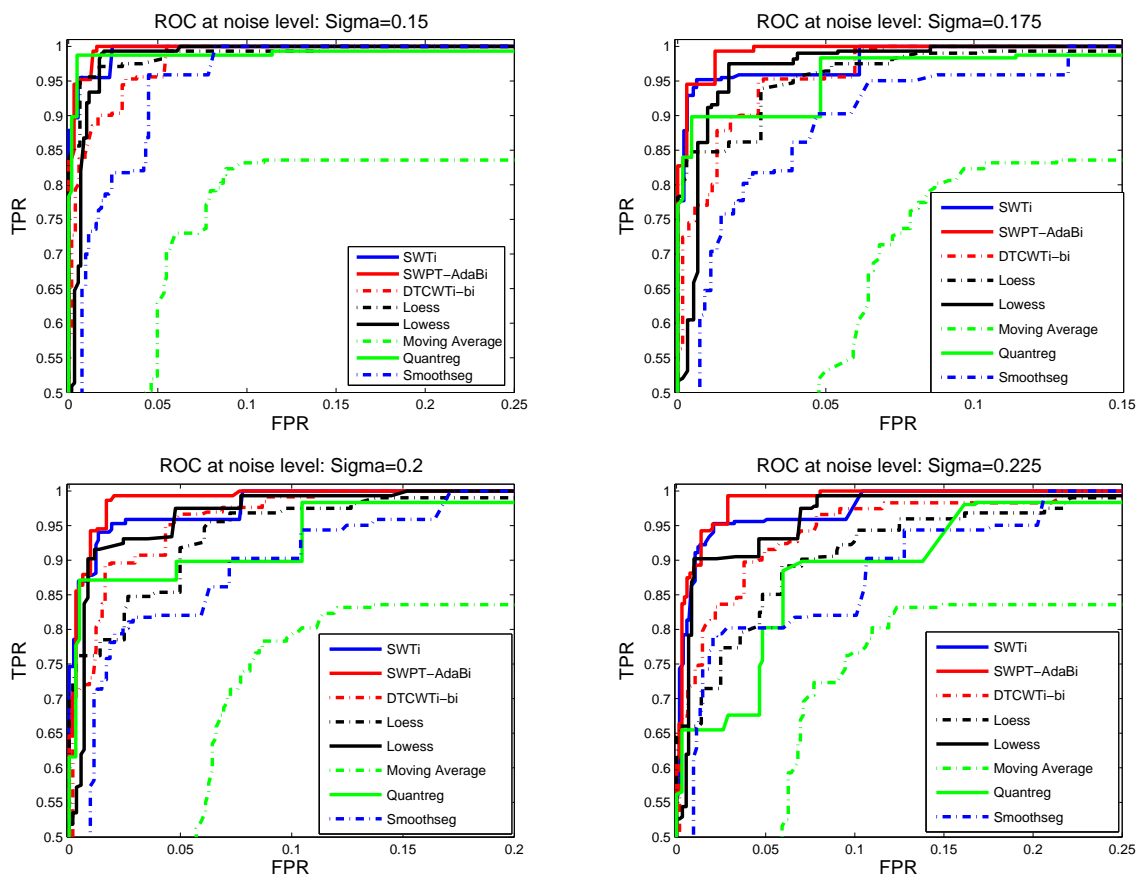 ROC at noise level: Sigma=0.15
1
0.95
0.9
0.85
0.8
0.75
0.7
0.65
0.6
0.55
0.5
TPR
0
0.05
0.1
0.15
0.2
0.25
FPR
SWTi
SWPT−AdaBi
DTCWTi−bi
Loess
Lowess
Moving Average
Quantreg
Smoothseg
ROC at noise level: Sigma=0.175
1
0.95
0.9
0.85
0.8
0.75
0.7
0.65
0.6
0.55
0.5
TPR
0
0.05
0.1
0.15
FPR
SWTi
SWPT−AdaBi
DTCWTi−bi
Loess
Lowess
Moving Average
Quantreg
Smoothseg
ROC at noise level: Sigma=0.2
1
0.95
0.9
0.85
0.8
0.75
0.7
0.65
0.6
0.55
0.5
TPR
0
0.05
0.1
0.15
0.2
FPR
SWTi
SWPT−AdaBi
DTCWTi−bi
Loess
Lowess
Moving Average
Quantreg
Smoothseg
ROC at noise level: Sigma=0.225
1
0.95
0.9
0.85
0.8
0.75
0.7
0.65
0.6
0.55
0.5
TPR
0
0.05
0.1
0.15
0.2
0.25
FPR
SWTi
SWPT−AdaBi
DTCWTi−bi
Loess
Lowess
Moving Average
Quantreg
Smoothseg